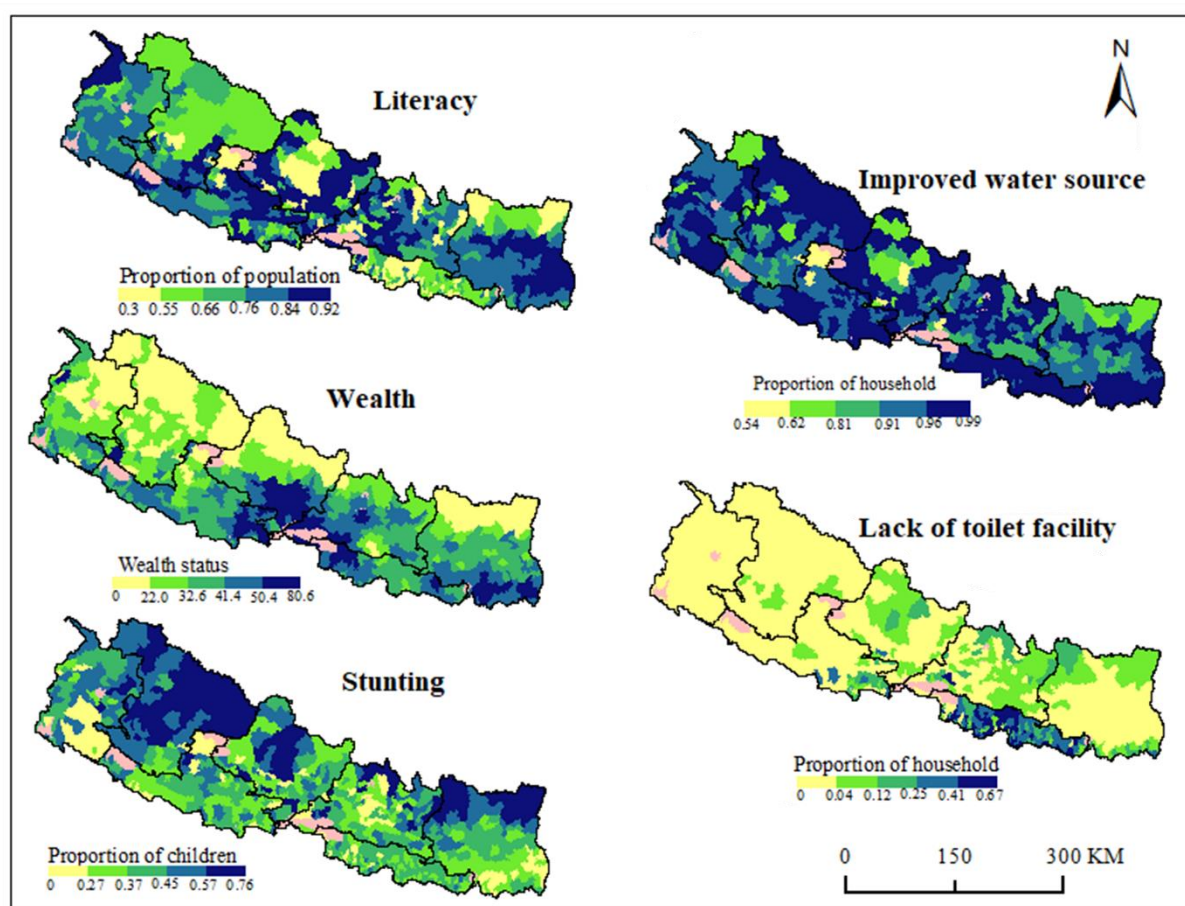 N
Literacy
Proportion of population
0.3 0.55 0.66 0.76 0.84 0.92
Wealth
Wealth status
0 22.0 32.6 41.4 50.4 80.6
Stunting
Proportion of children
0 0.27 0.37 0.45 0.57 0.76
Improved water source
Proportion of household
0.54 0.62 0.81 0.91 0.96 0.99
Lack of toilet facility
Proportion of household
0 0.04 0.12 0.25 0.41 0.67
0 150 300 KM